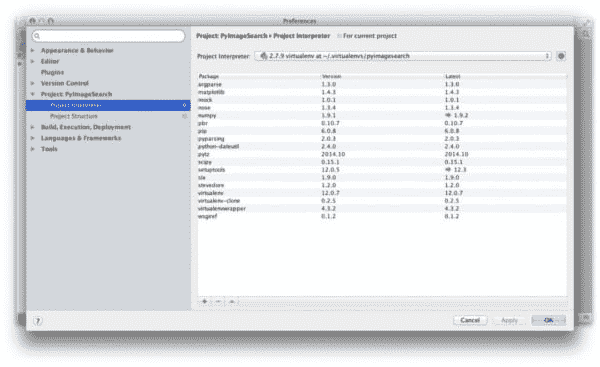 Preferences
Project: PyImageSearch › Project Interpreter For current project
Appearance & Behavior
Editor
Plugins
Version Control
Project: PyImageSearch
Project Interpreter
Project Structure
Build, Execution, Deployment
Languages & Frameworks
Tools
Project Interpreter: 2.7.9 virtualenv at ~/.virtualenvs/pyimagesearch
Package Version Latest
argparse 1.3.0 1.3.0
matplotlib 1.4.3 1.4.3
mock 1.0.1 1.0.1
nose 1.3.4 1.3.4
numpy 1.9.1 1.9.2
pbr 0.10.7 0.10.7
pip 6.0.8 6.0.8
pyparsing 2.0.3 2.0.3
python-dateutil 2.4.0 2.4.0
pytz 2014.10 2014.10
scipy 0.15.1 0.15.1
setuptools 12.0.5 12.3
six 1.9.0 1.9.0
stevedore 1.2.0 1.2.0
virtualenv 12.0.7 12.0.7
virtualenv-clone 0.2.5 0.2.5
virtualenvwrapper 4.3.2 4.3.2
wsgiref 0.1.2 0.1.2
?
Cancel Apply OK